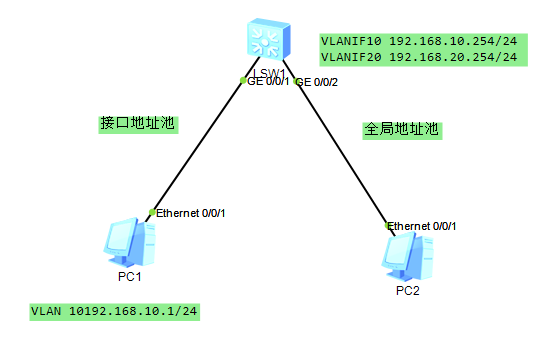 VLANIF10 192.168.10.254/24
VLANIF20 192.168.20.254/24
LSW1
GE 0/0/1
GE 0/0/2
接口地址池
全局地址池
Ethernet 0/0/1
Ethernet 0/0/1
PC1
PC2
VLAN 10192.168.10.1/24